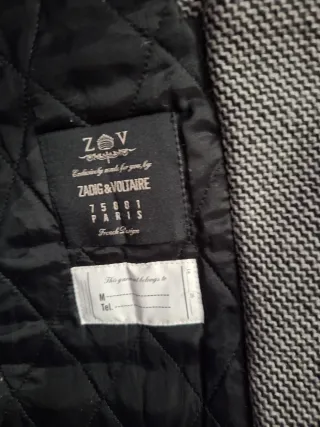 Z V
Exclusively made for you, by
ZADIG & VOLTAIRE
75001
PARIS
French Design
This garment belongs to
M
Tel.